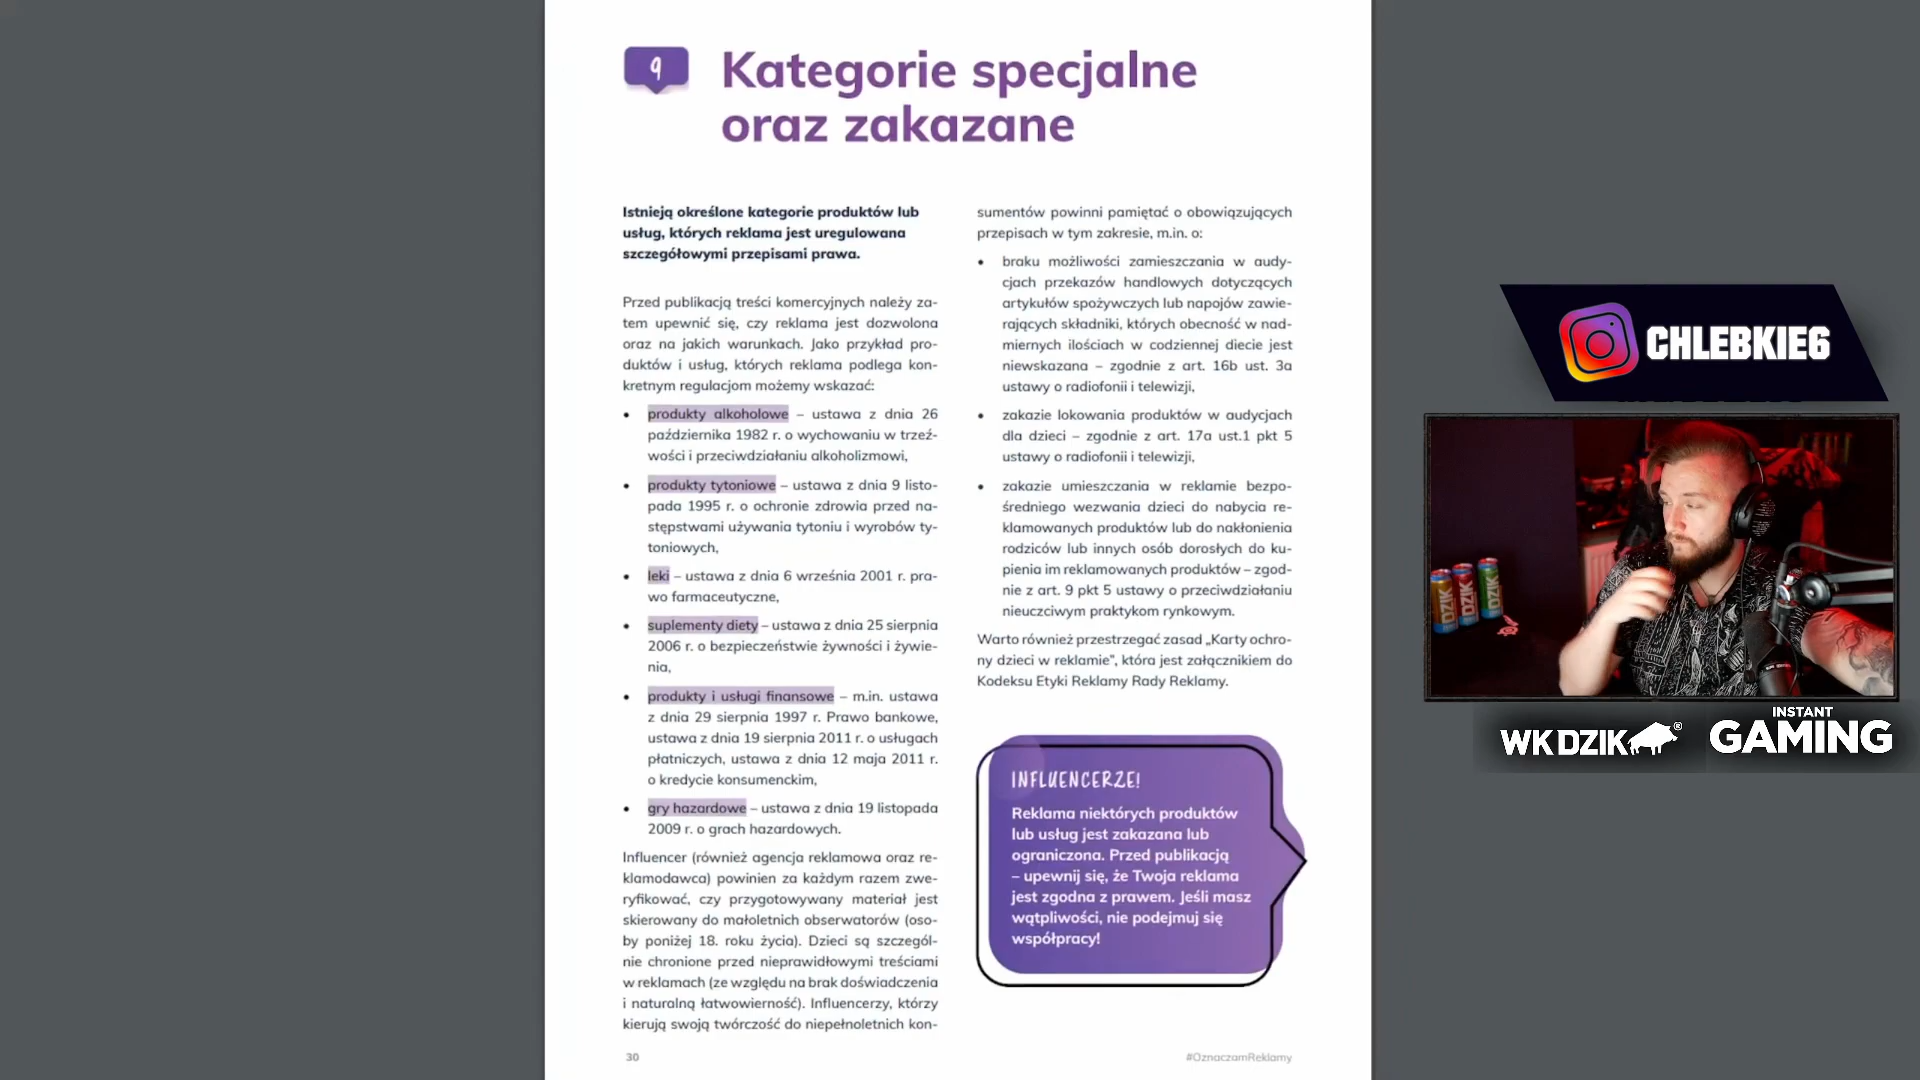 9
Kategorie specjalne
oraz zakazane
Istnieją określone kategorie produktów lub
usług, których reklama jest uregulowana
szczegółowymi przepisami prawa.
Przed publikacją treści komercyjnych należy za-
tem upewnić się, czy reklama jest dozwolona
oraz na jakich warunkach. Jako przykład pro-
duktów i usług, których reklama podlega kon-
kretnym regulacjom możemy wskazać:
• produkty alkoholowe – ustawa z dnia 26
października 1982 r. o wychowaniu w trzeź-
wości i przeciwdziałaniu alkoholizmowi,
• produkty tytoniowe – ustawa z dnia 9 listo-
pada 1995 r. o ochronie zdrowia przed na-
stępstwami używania tytoniu i wyrobów ty-
toniowych,
• leki – ustawa z dnia 6 września 2001 r. pra-
wo farmaceutyczne,
• suplementy diety – ustawa z dnia 25 sierpnia
2006 r. o bezpieczeństwie żywności i żywie-
nia,
• produkty i usługi finansowe – m.in. ustawa
z dnia 29 sierpnia 1997 r. Prawo bankowe,
ustawa z dnia 19 sierpnia 2011 r. o usługach
płatniczych, ustawa z dnia 12 maja 2011 r.
o kredycie konsumenckim,
• gry hazardowe – ustawa z dnia 19 listopada
2009 r. o grach hazardowych.
Influencer (również agencja reklamowa oraz re-
klamodawca) powinien za każdym razem zwe-
ryfikować, czy przygotowywany materiał jest
skierowany do małoletnich obserwatorów (oso-
by poniżej 18. roku życia). Dzieci są szczegól-
nie chronione przed nieprawidłowymi treściami
w reklamach (ze względu na brak doświadczenia
i naturalną łatwowierność). Influencerzy, którzy
kierują swoją twórczość do niepełnoletnich kon-
sumentów powinni pamiętać o obowiązujących
przepisach w tym zakresie, m.in. o:
• braku możliwości zamieszczania w audy-
cjach przekazów handlowych dotyczących
artykułów spożywczych lub napojów zawie-
rających składniki, których obecność w nad-
miernych ilościach w codziennej diecie jest
niewskazana – zgodnie z art. 16b ust. 3a
ustawy o radiofonii i telewizji,
• zakazie lokowania produktów w audycjach
dla dzieci – zgodnie z art. 17a ust.1 pkt 5
ustawy o radiofonii i telewizji,
• zakazie umieszczania w reklamie bezpo-
średniego wezwania dzieci do nabycia re-
klamowanych produktów lub do nakłonienia
rodziców lub innych osób dorosłych do ku-
pienia im reklamowanych produktów – zgod-
nie z art. 9 pkt 5 ustawy o przeciwdziałaniu
nieuczciwym praktykom rynkowym.
Warto również przestrzegać zasad „Karty ochro-
ny dzieci w reklamie”, która jest załącznikiem do
Kodeksu Etyki Reklamy Rady Reklamy.
INFLUENCERZE!
Reklama niektórych produktów
lub usług jest zakazana lub
ograniczona. Przed publikacją
– upewnij się, że Twoja reklama
jest zgodna z prawem. Jeśli masz
wątpliwości, nie podejmuj się
współpracy!
30
#OznaczamReklamy
CHLEBKIE6
DZIK
DZIK
DZIK
WK DZIK®
INSTANT
GAMING